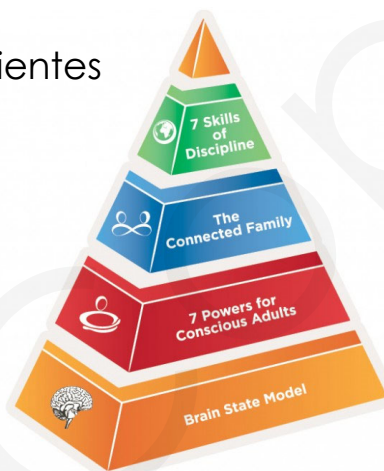 ientes
7 Skills
of
Discipline
The
Connected Family
7 Powers for
Conscious Adults
Brain State Model